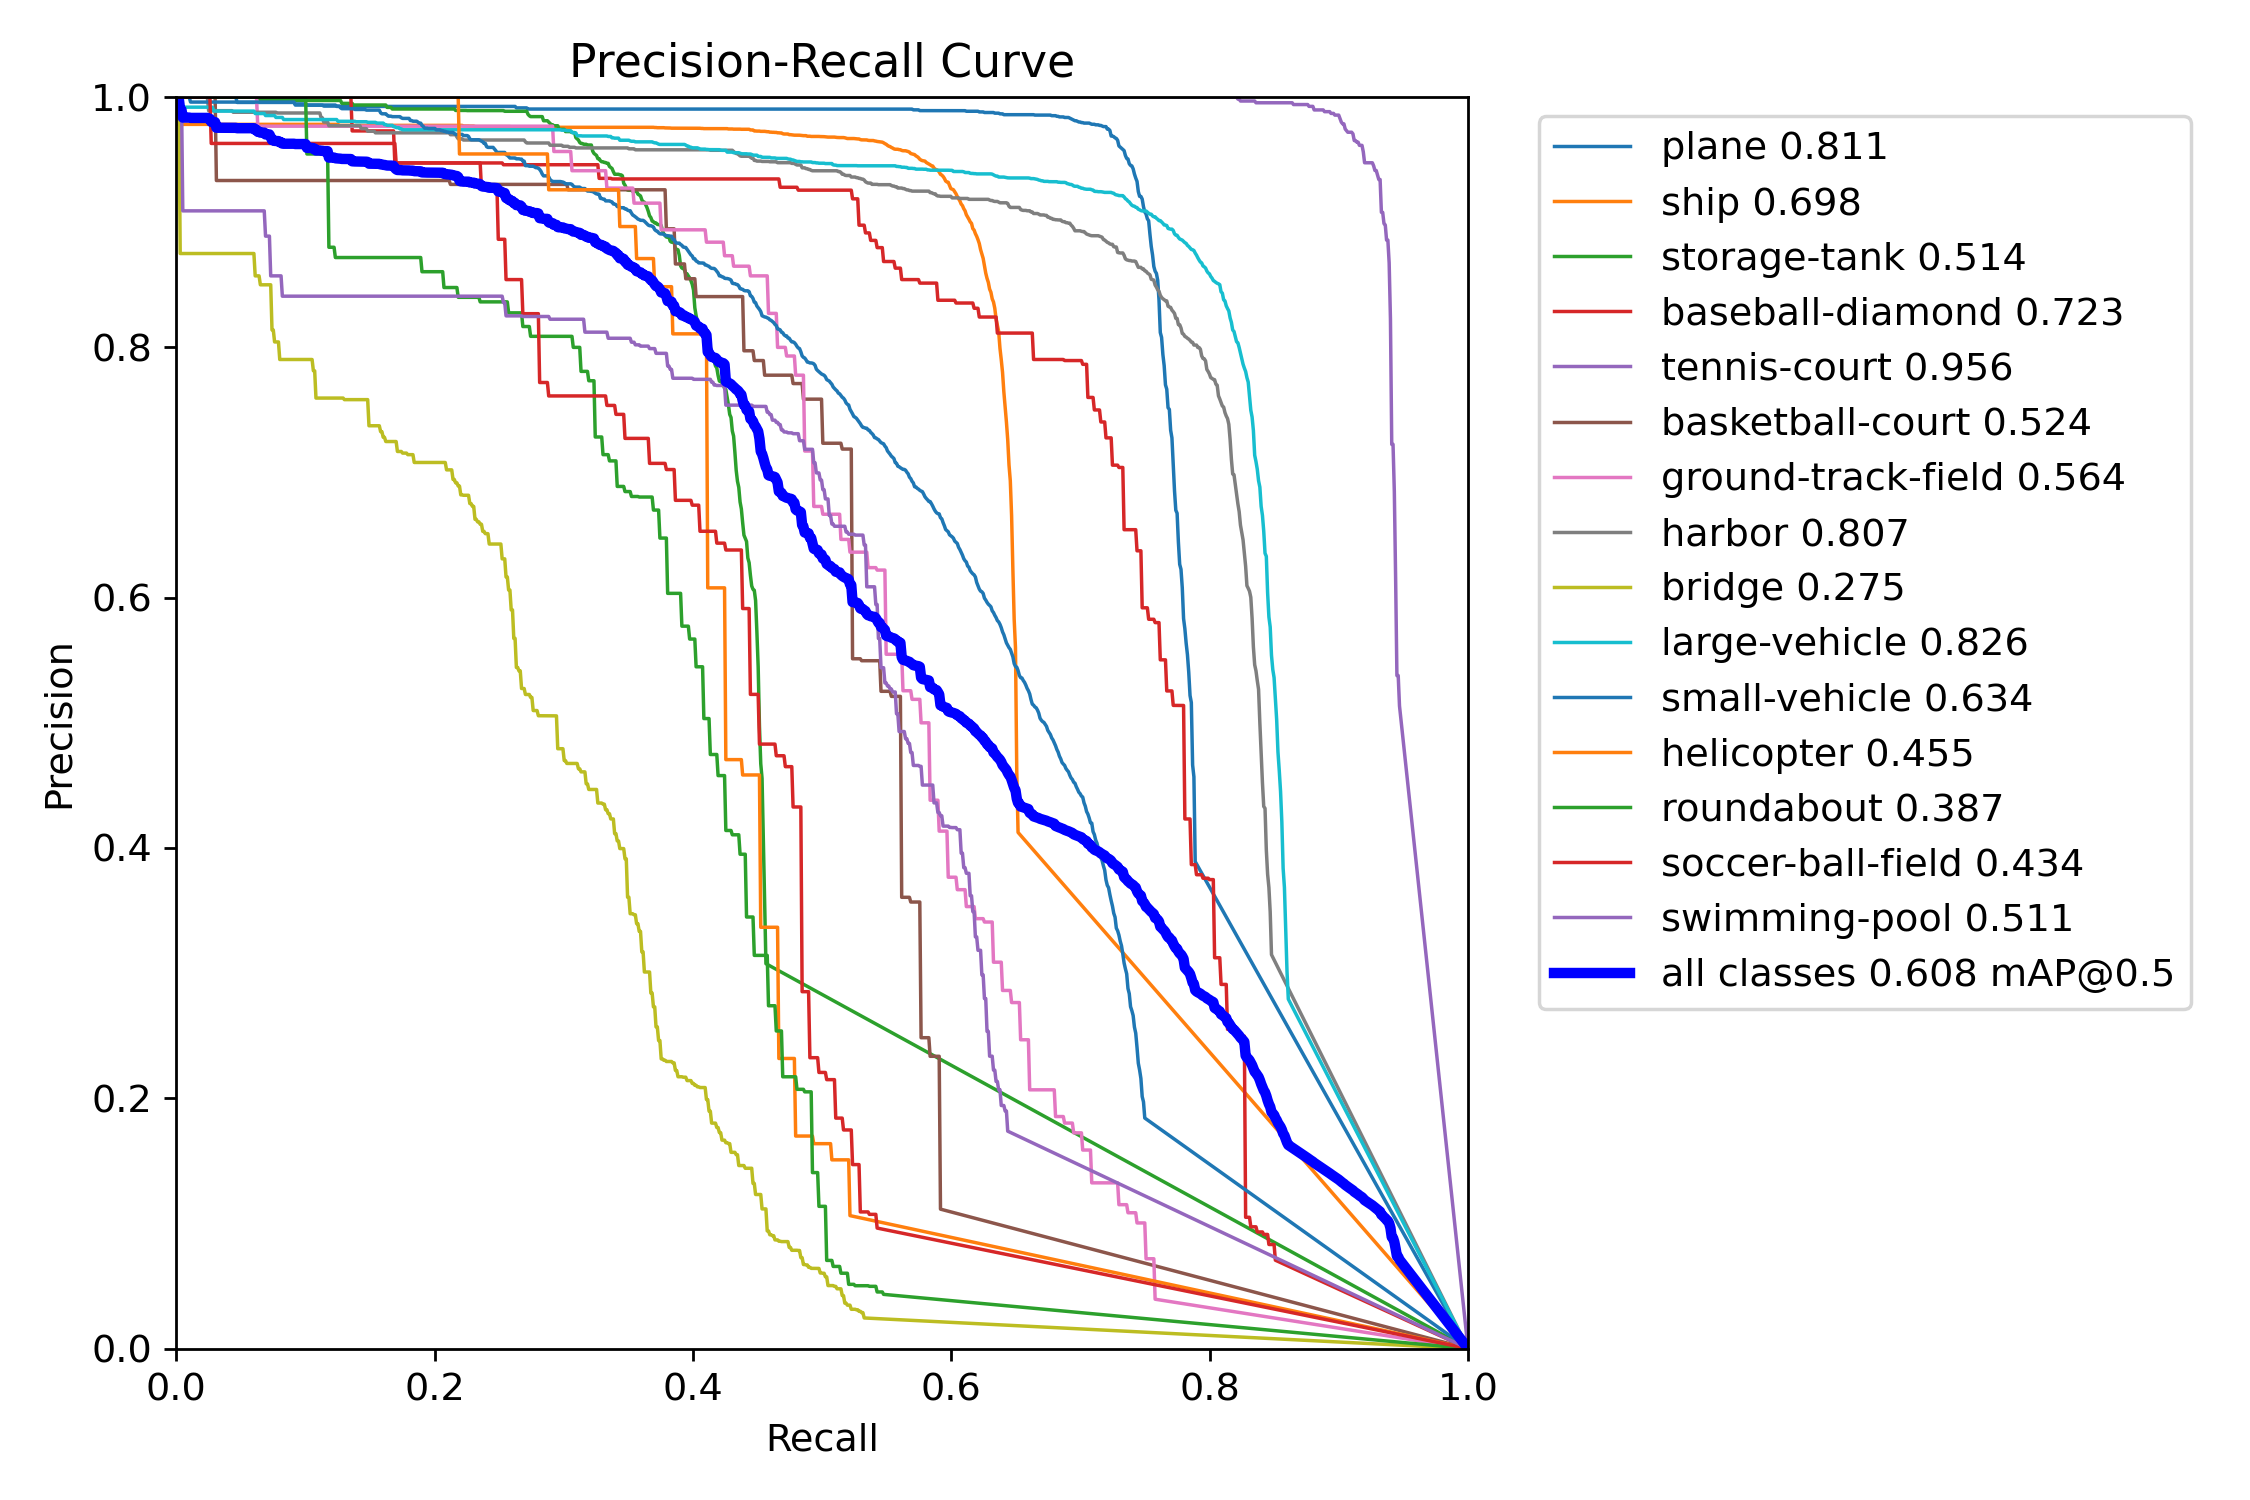 Precision-Recall Curve
1.0
0.8
0.6
0.4
0.2
0.0
Precision
0.0 0.2 0.4 0.6 0.8 1.0
Recall
plane 0.811
ship 0.698
storage-tank 0.514
baseball-diamond 0.723
tennis-court 0.956
basketball-court 0.524
ground-track-field 0.564
harbor 0.807
bridge 0.275
large-vehicle 0.826
small-vehicle 0.634
helicopter 0.455
roundabout 0.387
soccer-ball-field 0.434
swimming-pool 0.511
all classes 0.608 mAP@0.5